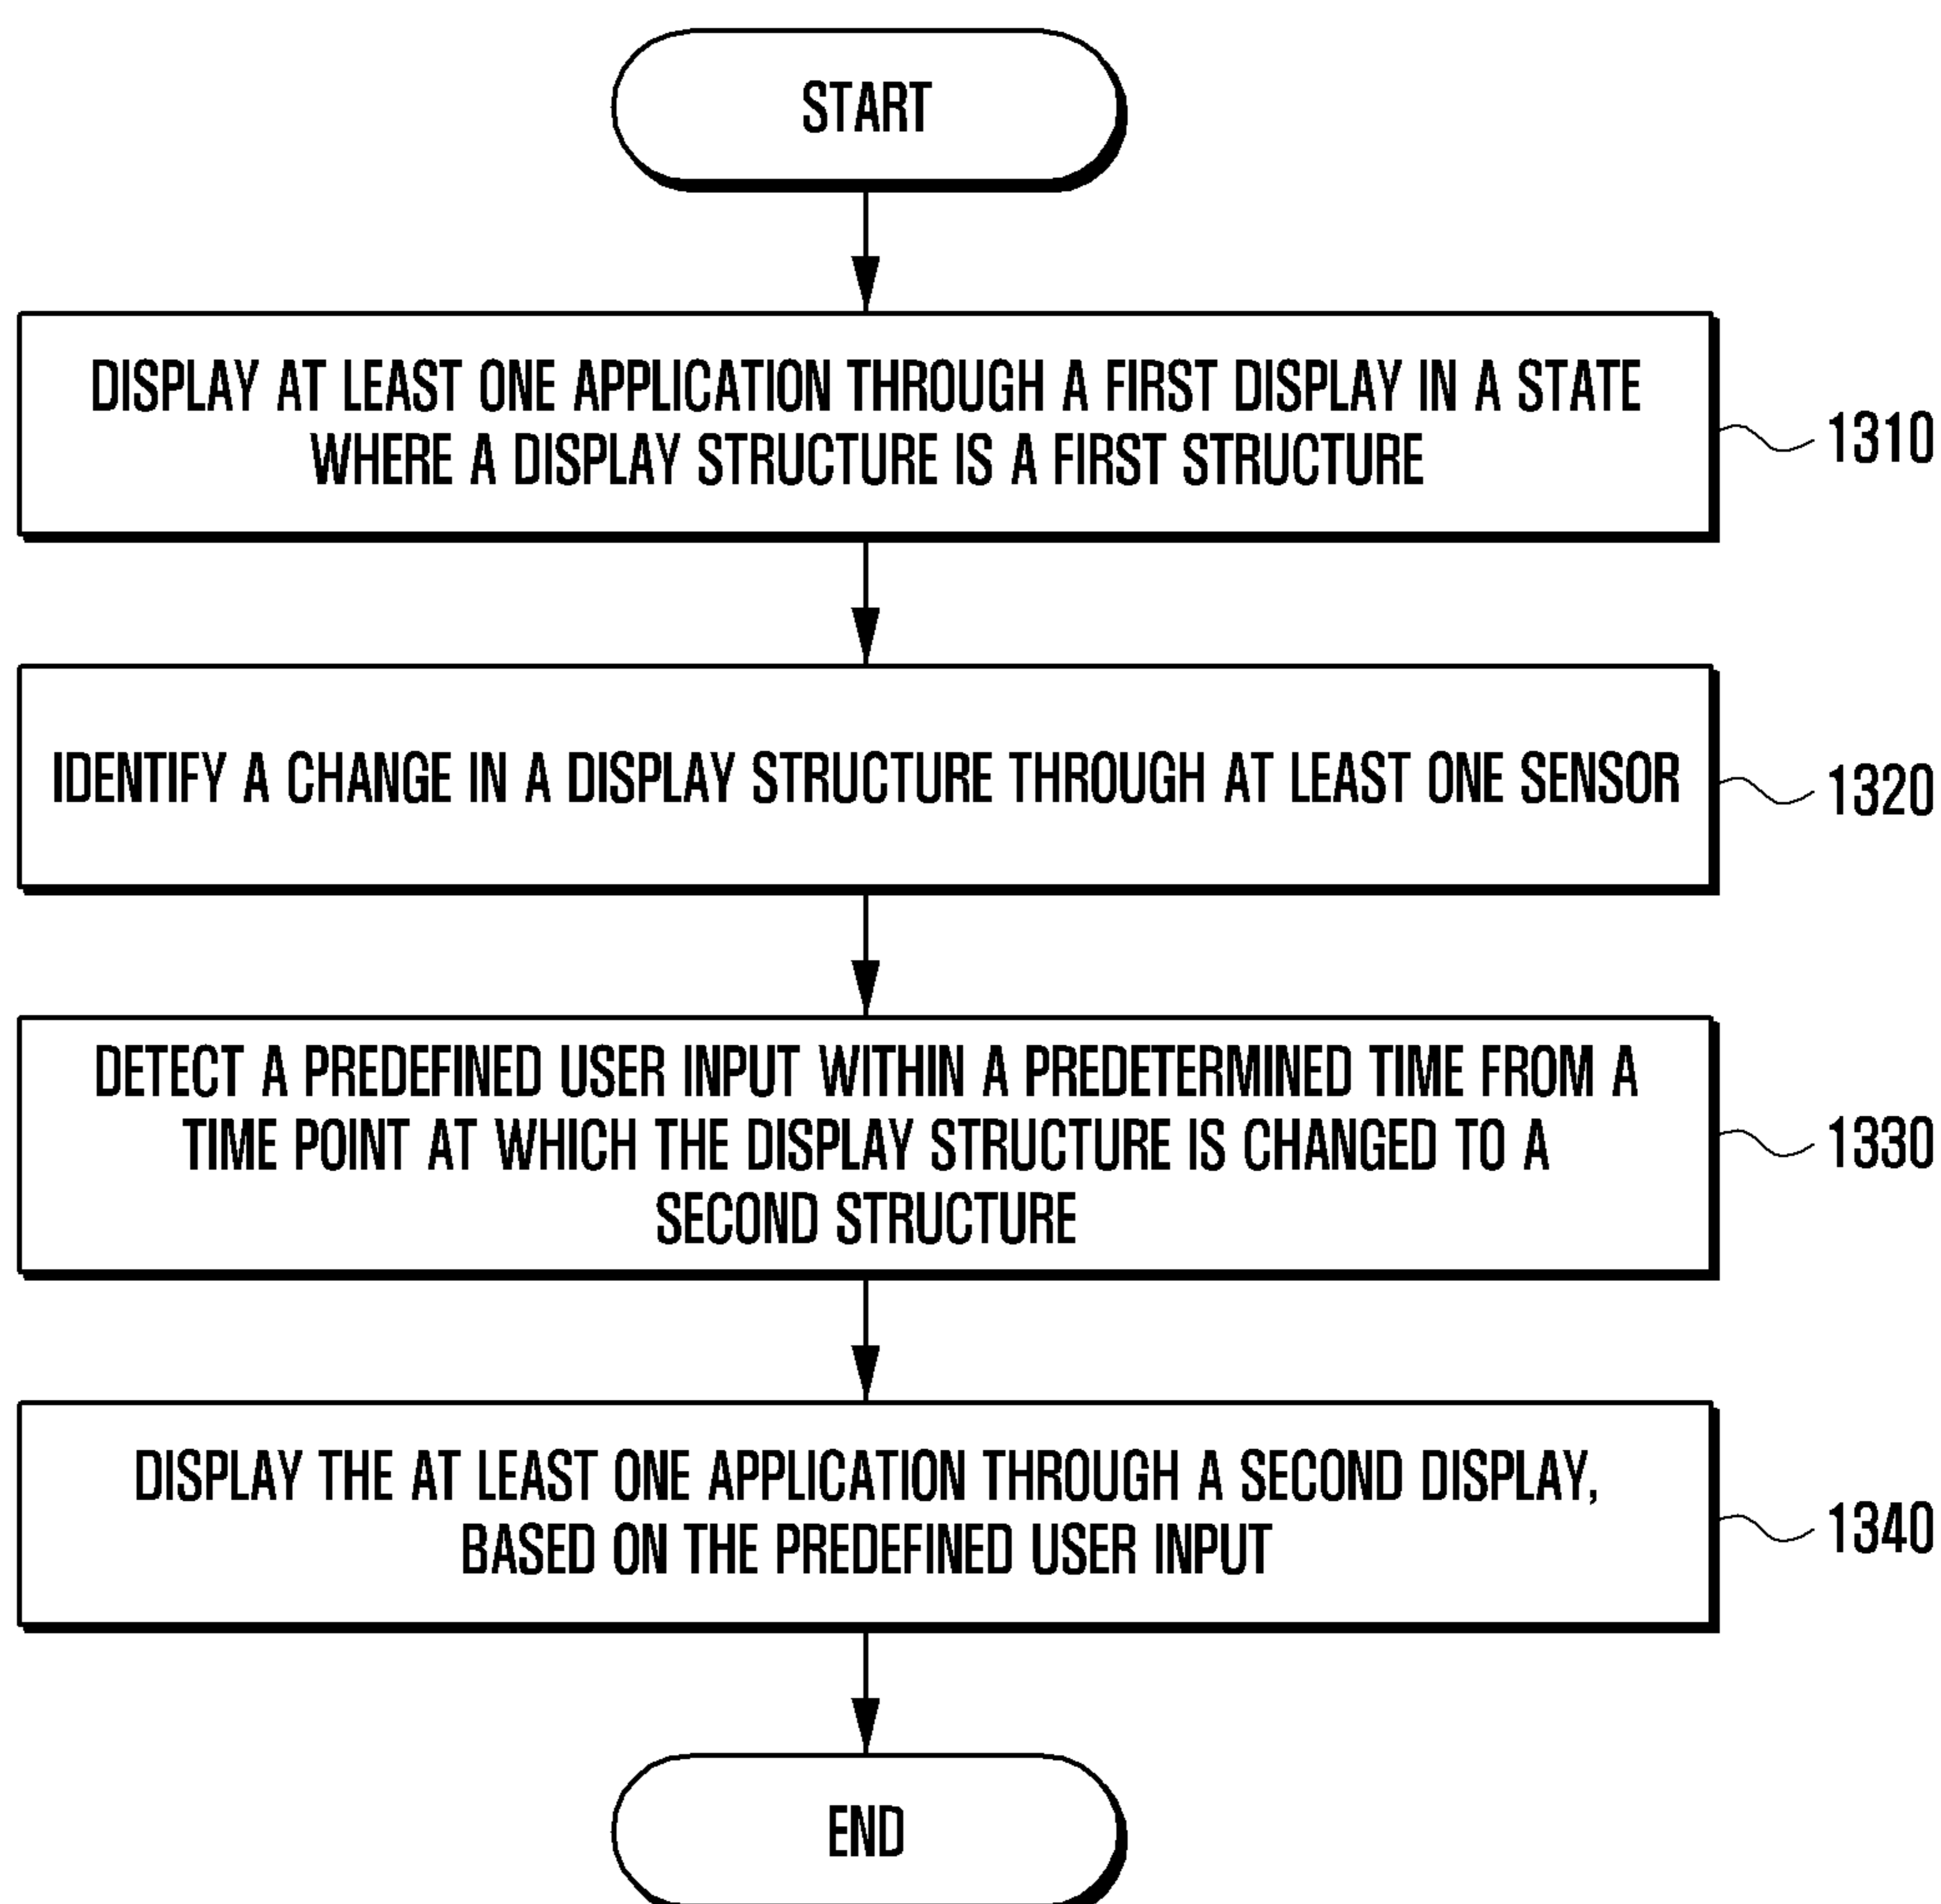 START
DISPLAY AT LEAST ONE APPLICATION THROUGH A FIRST DISPLAY IN A STATE
WHERE A DISPLAY STRUCTURE IS A FIRST STRUCTURE
1310
IDENTIFY A CHANGE IN A DISPLAY STRUCTURE THROUGH AT LEAST ONE SENSOR
1320
DETECT A PREDEFINED USER INPUT WITHIN A PREDETERMINED TIME FROM A
TIME POINT AT WHICH THE DISPLAY STRUCTURE IS CHANGED TO A
SECOND STRUCTURE
1330
DISPLAY THE AT LEAST ONE APPLICATION THROUGH A SECOND DISPLAY,
BASED ON THE PREDEFINED USER INPUT
1340
END